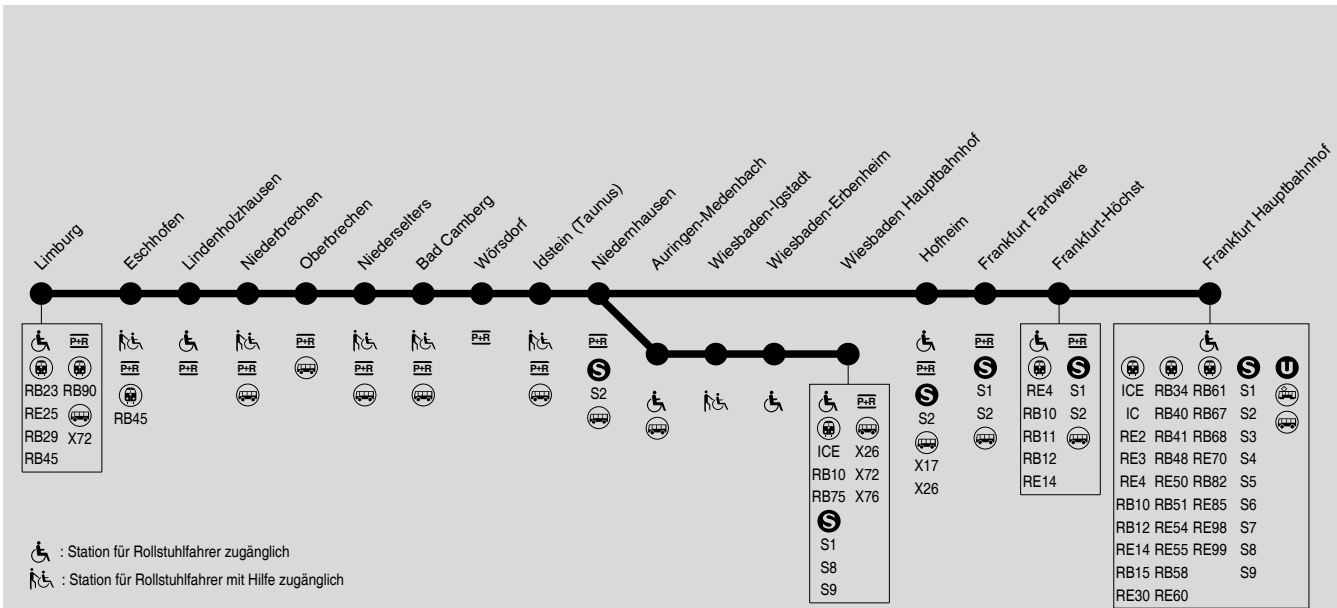 Limburg
Eschhofen
Lindenholzhausen
Niederbrechen
Oberbrechen
Niederselters
Bad Camberg
Wörsdorf
Idstein (Taunus)
Niedernhausen
Auringen-Medenbach
Wiesbaden-Igstadt
Wiesbaden-Erbenheim
Wiesbaden Hauptbahnhof
Hofheim
Frankfurt Farbwerke
Frankfurt-Höchst
Frankfurt Hauptbahnhof
P+R
RB23 RB90
RE25
RB29 X72
RB45
P+R
RB45
P+R
P+R
P+R
P+R
P+R
P+R
P+R
P+R
S
S2
P+R
ICE X26
RB10 X72
RB75 X76
S
S1
S8
S9
P+R
S
S2
X17
X26
P+R
S
S1
S2
P+R
S
RE4 S1
RB10 S2
RB11
RB12
RE14
S U
ICE RB34 RB61 S1
IC RB40 RB67 S2
RE2 RB41 RB68 S3
RE3 RB48 RE70 S4
RE4 RE50 RB82 S5
RB10 RB51 RE85 S6
RB12 RE54 RE98 S7
RE14 RE55 RE99 S8
RB15 RB58 S9
RE30 RE60
: Station für Rollstuhlfahrer zugänglich
: Station für Rollstuhlfahrer mit Hilfe zugänglich